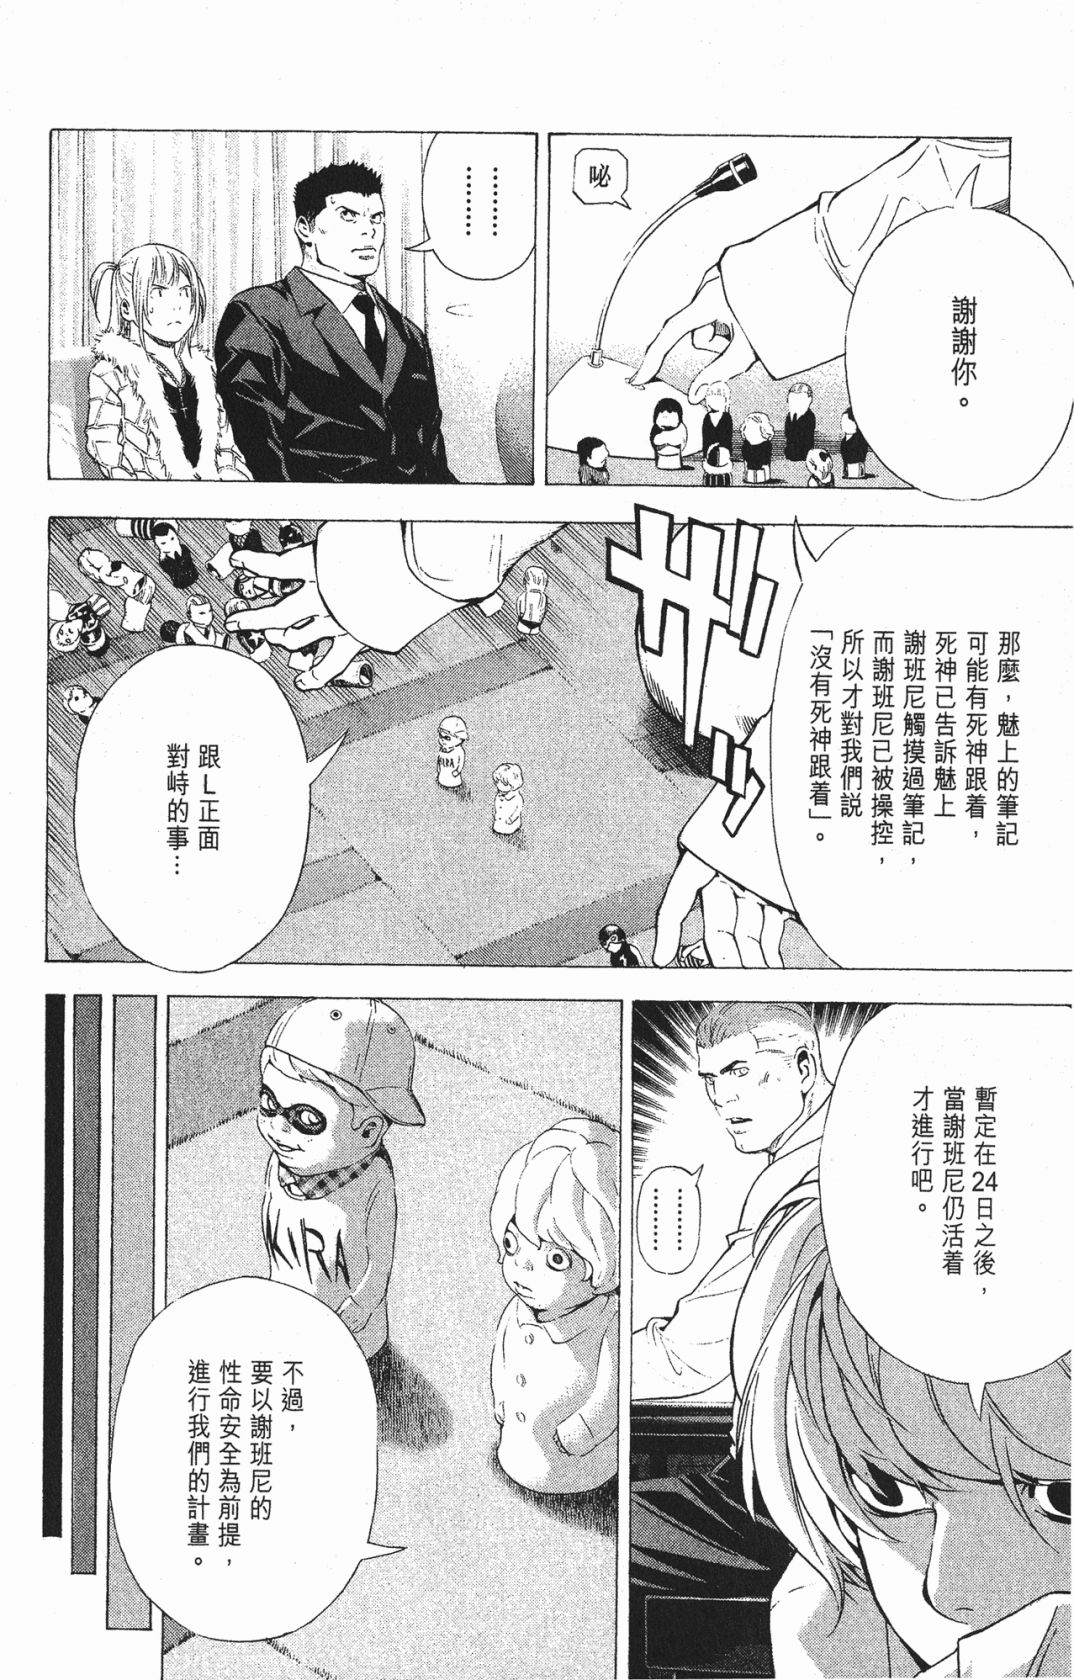 謝謝你。
嗶
………
………
那麼，魅上的筆記
可能有死神跟着，
死神已告訴魅上
謝班尼觸摸過筆記，
而謝班尼已被操控，
所以才對我們說
「沒有死神跟着」。
ザッ
跟L正面
對峙的事…
KIRA
暫定在24日之後，
當謝班尼仍活着
才進行吧。
………
………
KIRA
不過，
要以謝班尼的
性命安全為前提，
進行我們的計畫。